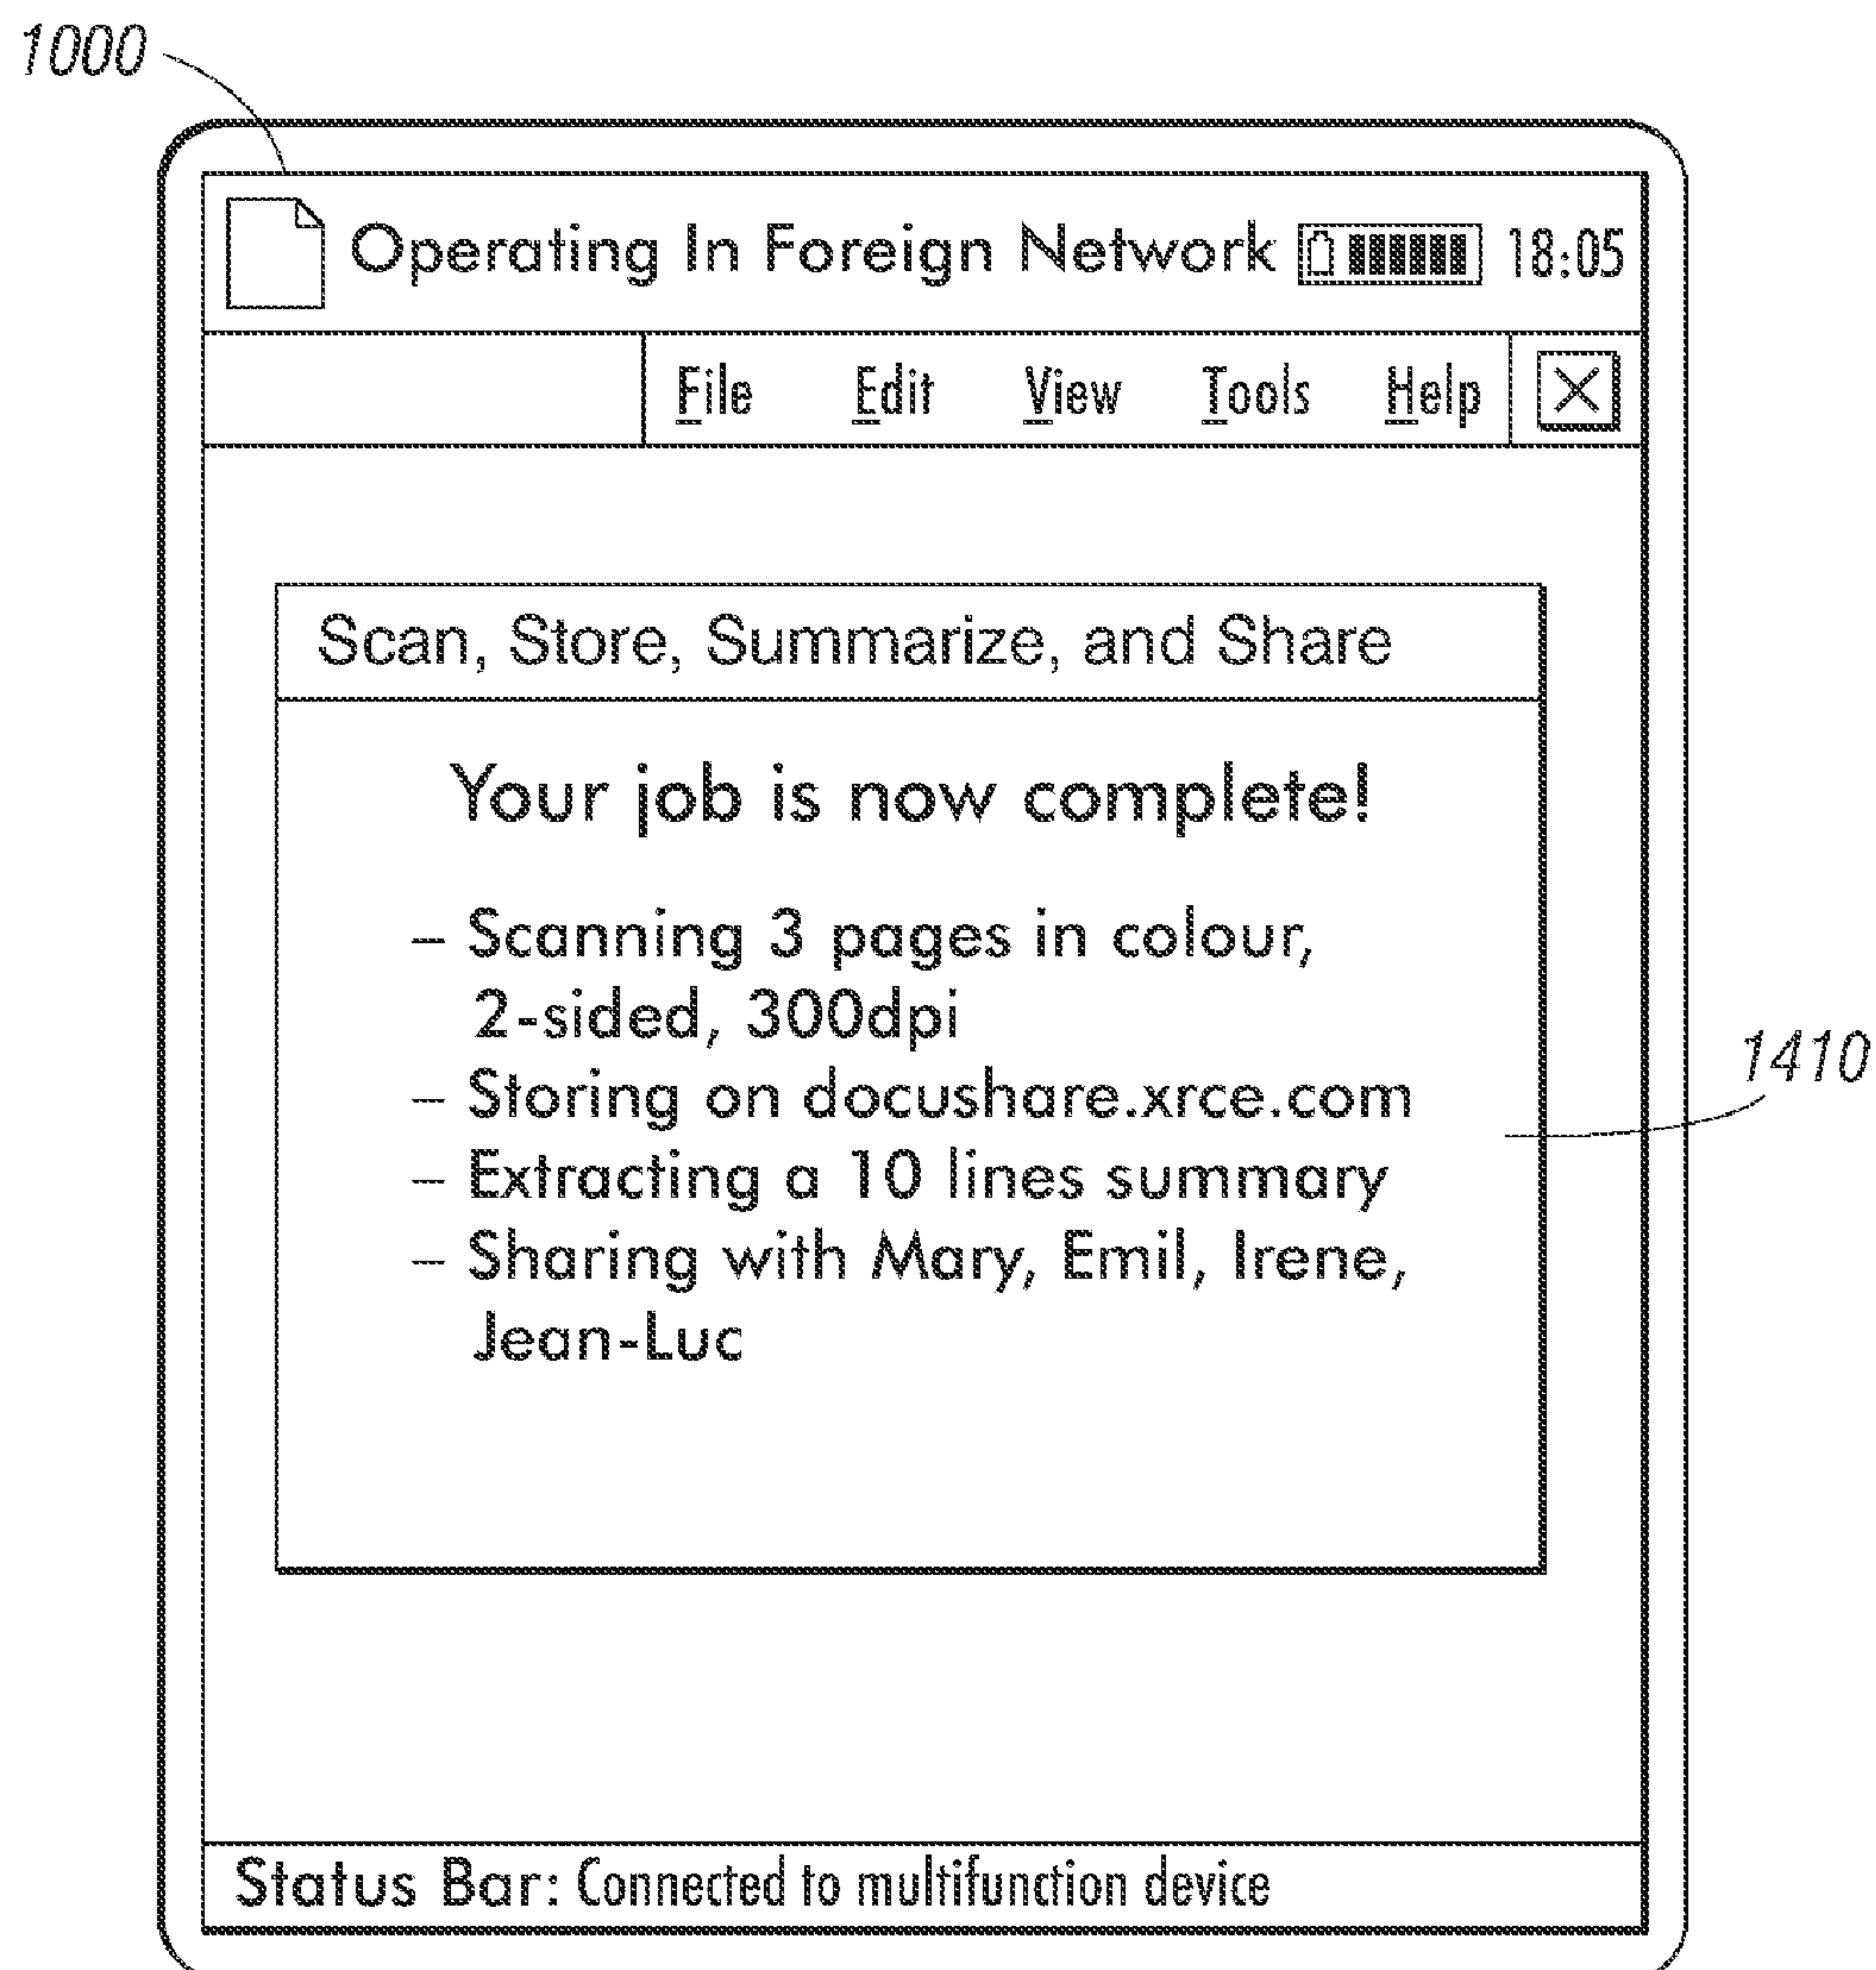 1000
Operating In Foreign Network 18:05
File Edit View Tools Help
Scan, Store, Summarize, and Share
Your job is now complete!
– Scanning 3 pages in colour,
2-sided, 300dpi
– Storing on docushare.xrce.com
– Extracting a 10 lines summary
– Sharing with Mary, Emil, Irene,
Jean-Luc
1410
Status Bar: Connected to multifunction device